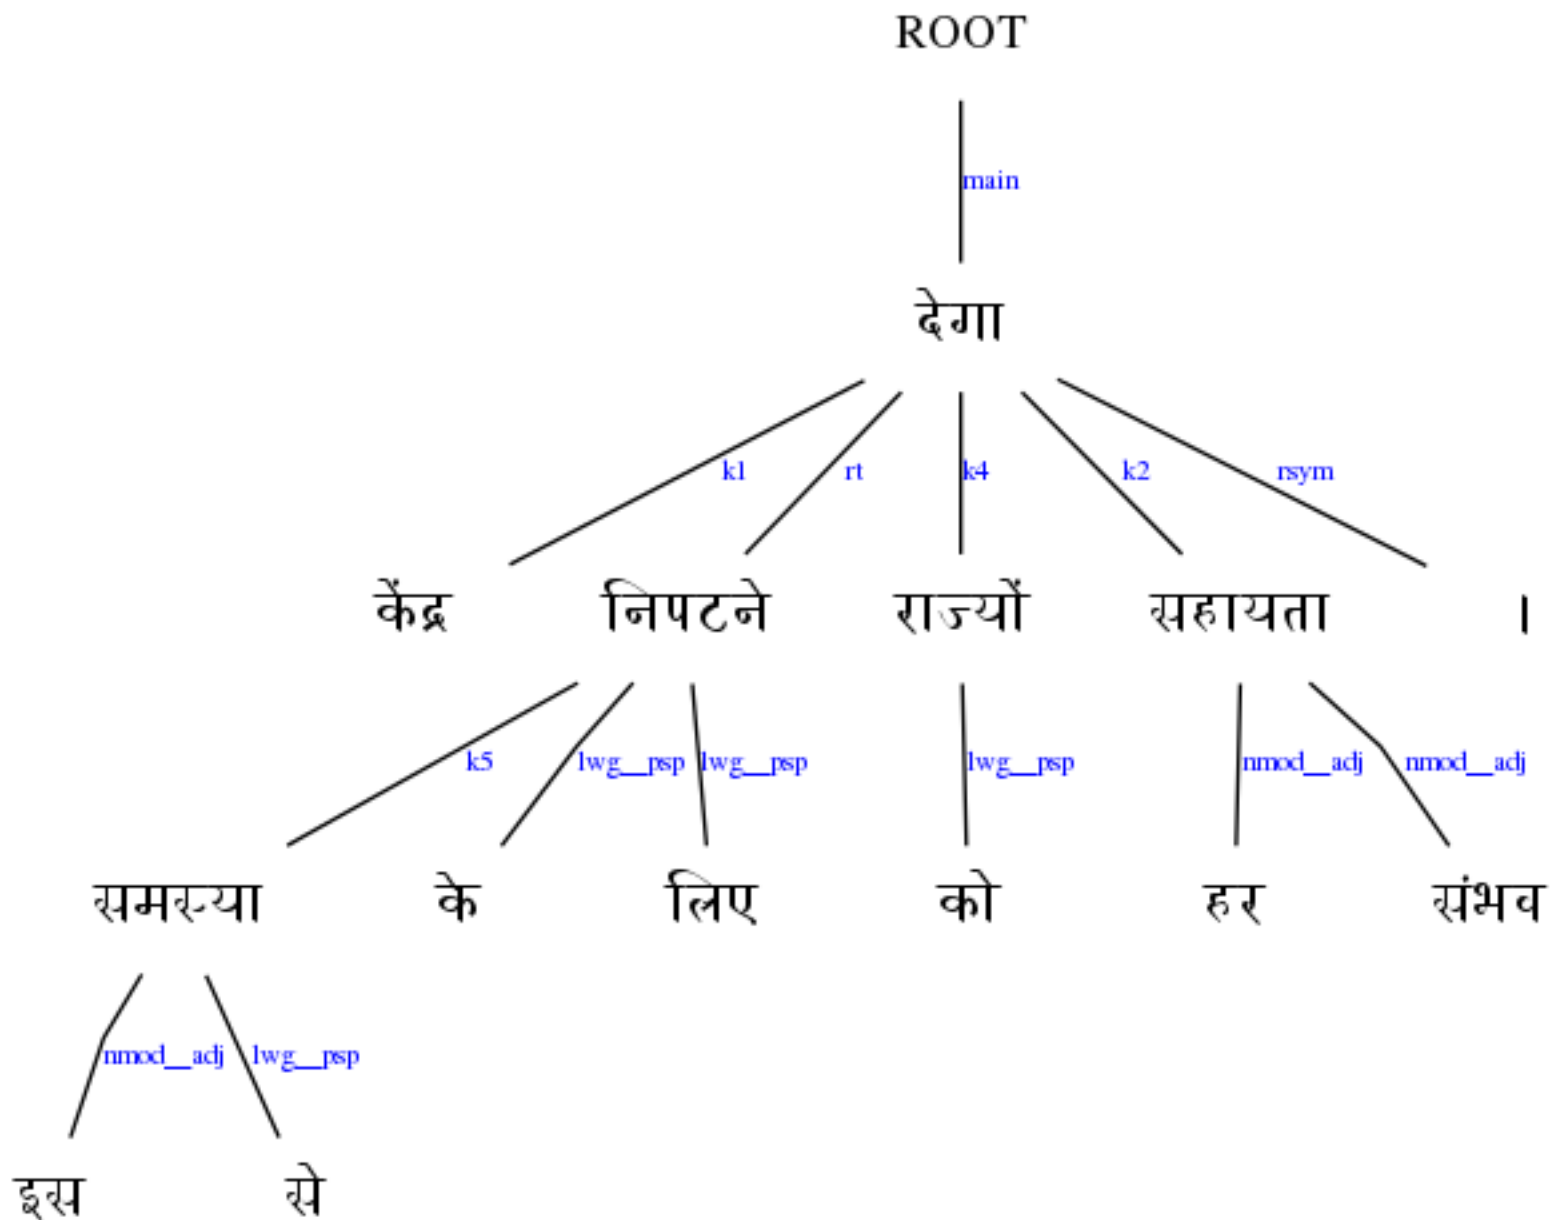 ROOT
main
देगा
k1 rt k4 k2 rsym
केंद्र निपटने राज्यों सहायता ।
k5 lwg__psp lwg__psp lwg__psp nmod__adj nmod__adj
समस्या के लिए को हर संभव
nmod__adj lwg__psp
इस से